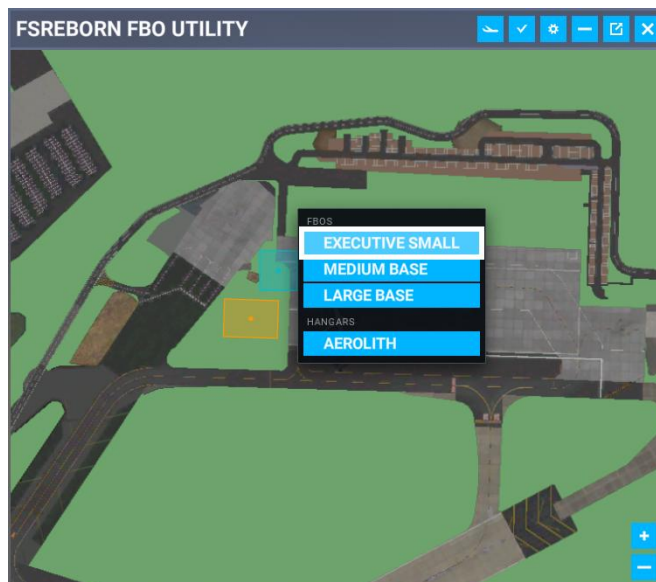 FSREBORN FBO UTILITY
FBOS
EXECUTIVE SMALL
MEDIUM BASE
LARGE BASE
HANGARS
AEROLITH